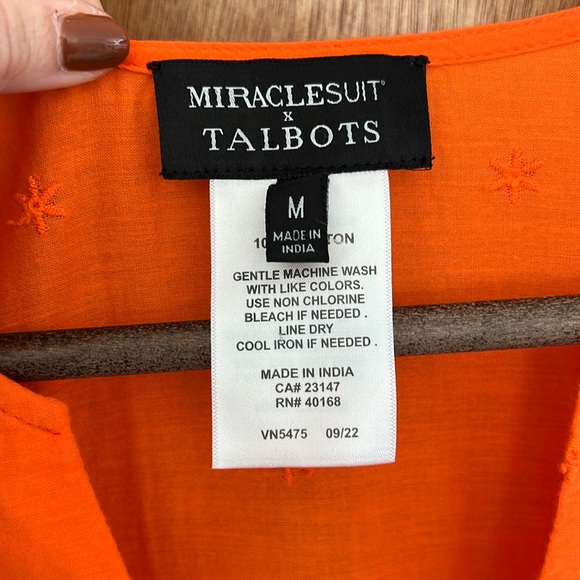 MIRACLESUIT®
x
TALBOTS
M
MADE IN
INDIA
GENTLE MACHINE WASH
WITH LIKE COLORS.
USE NON CHLORINE
BLEACH IF NEEDED .
LINE DRY
COOL IRON IF NEEDED .
MADE IN INDIA
CA# 23147
RN# 40168
VN5475 09/22